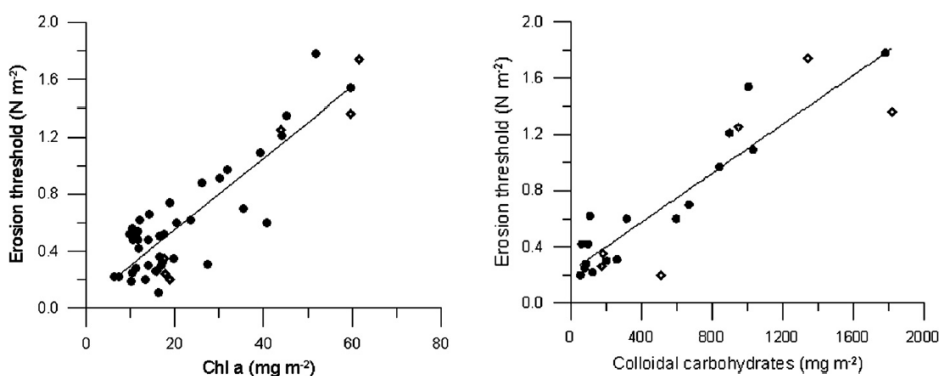 2.0
1.6
1.2
0.8
0.4
0.0
Erosion threshold (N m-2)
0 20 40 60 80
Chl a (mg m-2)
2.0
1.6
1.2
0.8
0.4
0.0
Erosion threshold (N m-2)
0 400 800 1200 1600 2000
Colloidal carbohydrates (mg m-2)